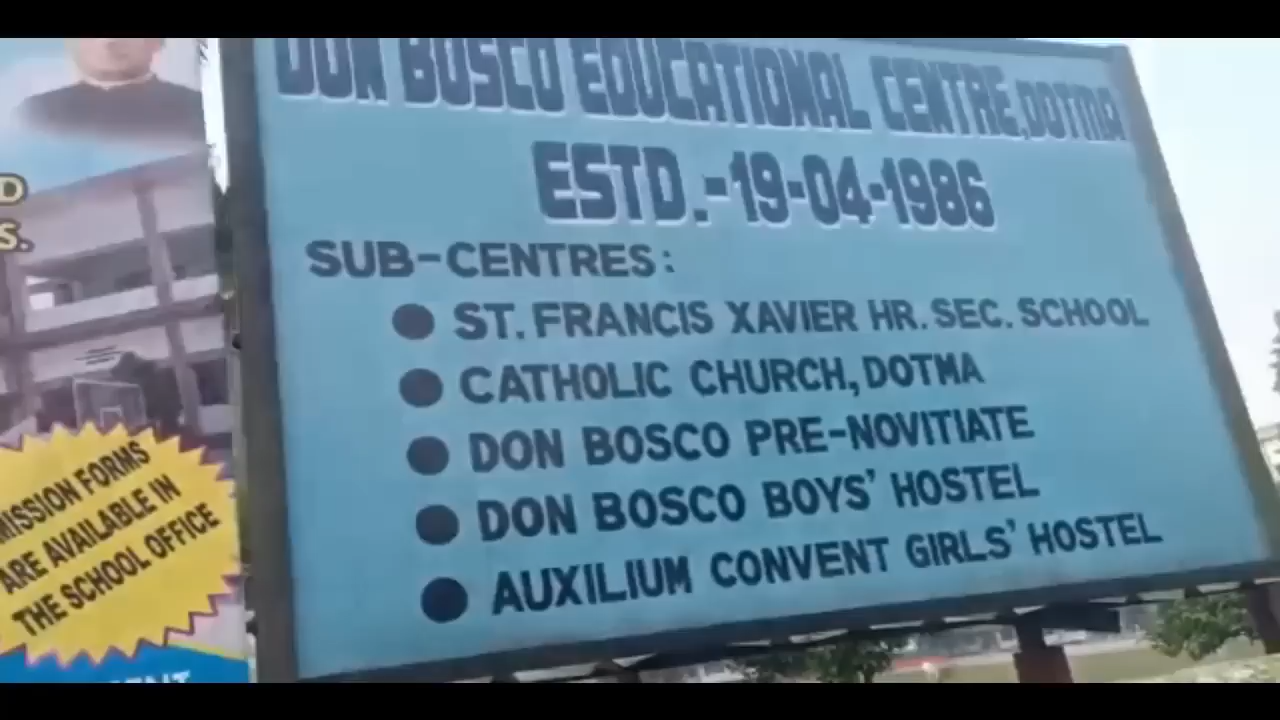 DON BOSCO EDUCATIONAL CENTRE, DOTMA
ESTD.-19-04-1986
SUB-CENTRES:
● ST. FRANCIS XAVIER HR. SEC. SCHOOL
● CATHOLIC CHURCH, DOTMA
● DON BOSCO PRE-NOVITIATE
● DON BOSCO BOYS' HOSTEL
● AUXILIUM CONVENT GIRLS' HOSTEL
D
S.
MISSION FORMS
ARE AVAILABLE IN
THE SCHOOL OFFICE